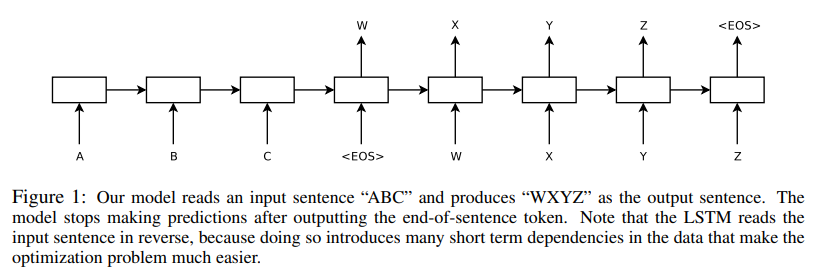 W X Y Z <EOS>
A B C <EOS> W X Y Z
Figure 1: Our model reads an input sentence “ABC” and produces “WXYZ” as the output sentence. The
model stops making predictions after outputting the end-of-sentence token. Note that the LSTM reads the
input sentence in reverse, because doing so introduces many short term dependencies in the data that make the
optimization problem much easier.